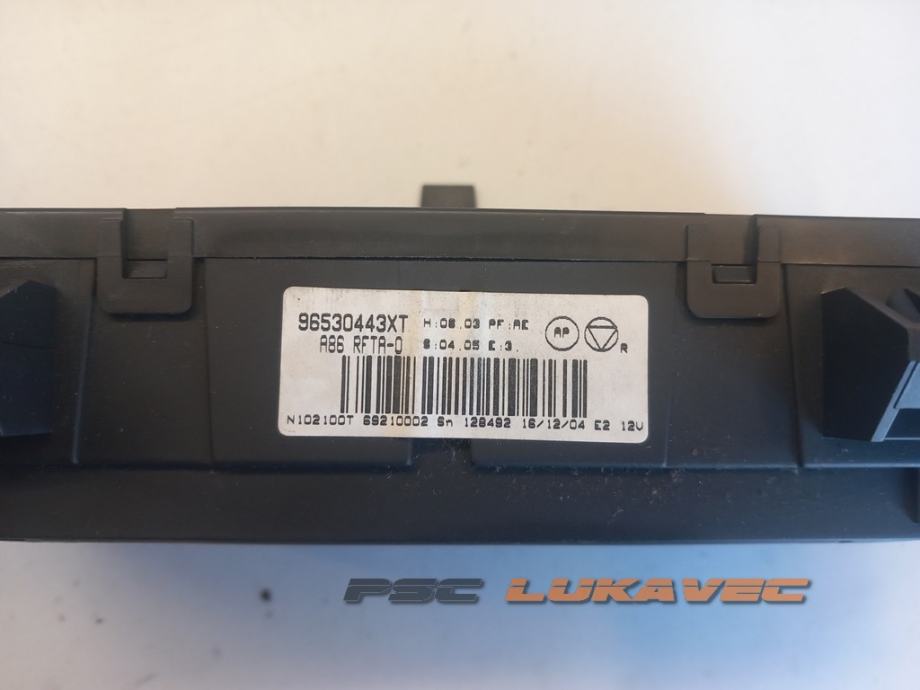 96530443XT H:08.03 PF:AE
A86 RFTA-0 S:04.05 E:3.
AP
R
N102100T 69210002 Sn 128492 16/12/04 E2 12V
PSC LUKAVEC